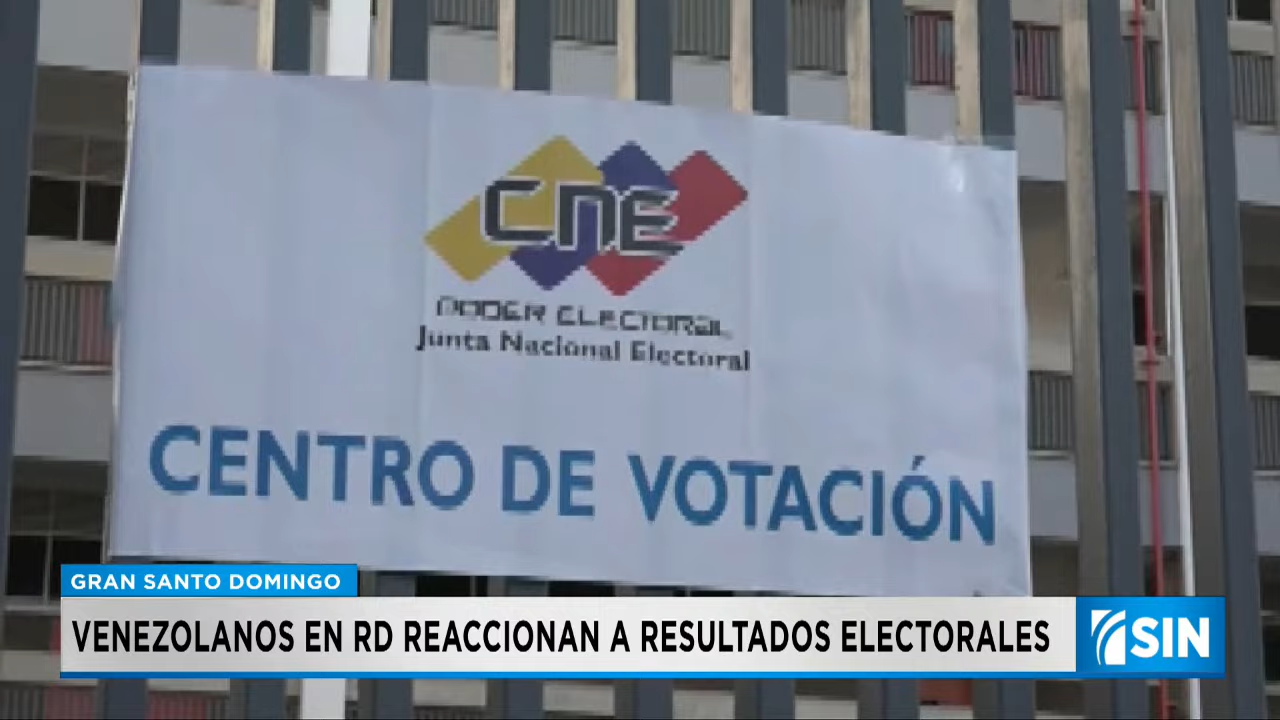 CNE
PODER ELECTORAL
Junta Nacional Electoral
CENTRO DE VOTACIÓN
GRAN SANTO DOMINGO
VENEZOLANOS EN RD REACCIONAN A RESULTADOS ELECTORALES
SIN